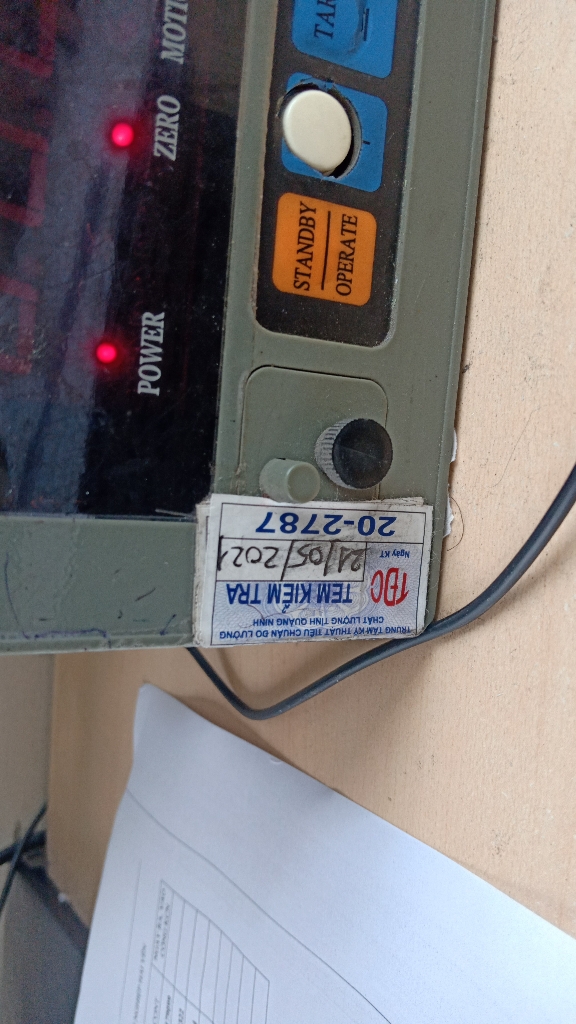 MOTI
ZERO
POWER
TAR
STANDBY
OPERATE
TRUNG TÂM KỸ THUẬT TIÊU CHUẨN ĐO LƯỜNG
CHẤT LƯỢNG TỈNH QUẢNG NINH
TĐC
TEM KIỂM TRA
Ngày KT
21/05/2021
20-2787